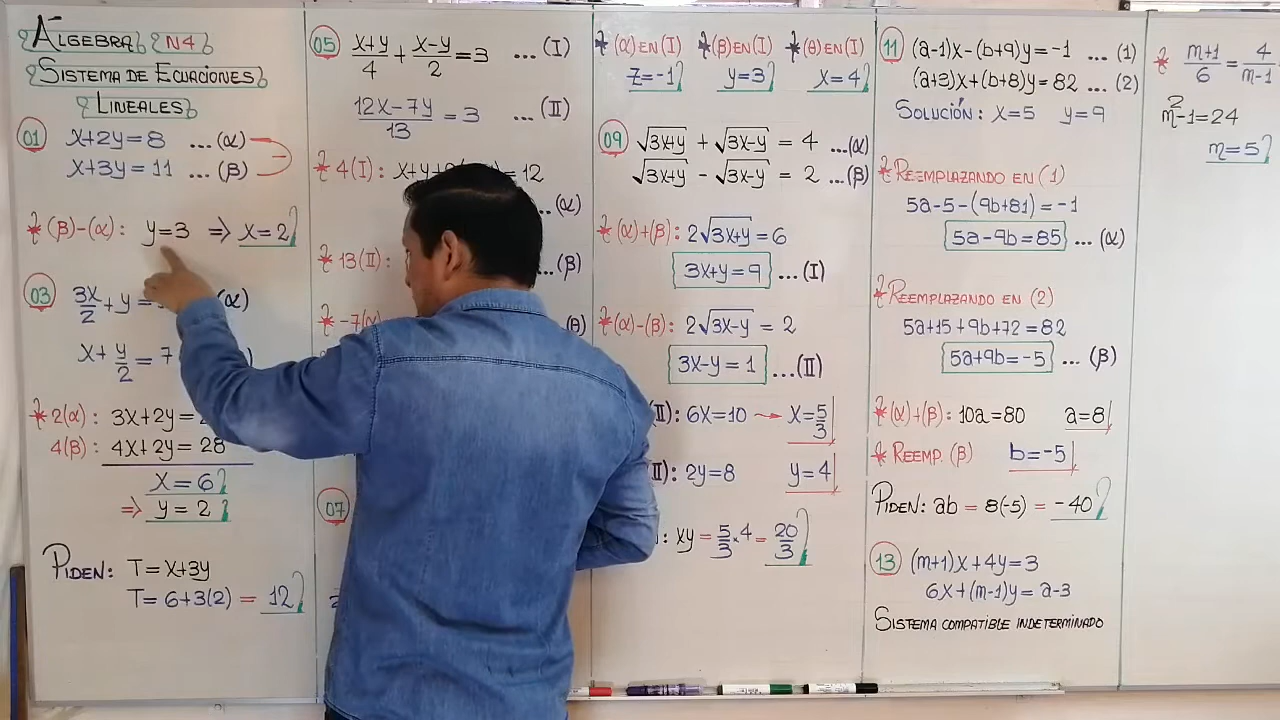 ÁLGEBRA N4
SISTEMA DE ECUACIONES
LINEALES
01 x+2y=8 ...(α)
x+3y=11 ...(β)
* (β)-(α): y=3 ⇒ x=2
03 3x/2 + y = (α)
x + y/2 = 7
* 2(α): 3x+2y=
4(β): 4x+2y=28
x=6
⇒ y=2
PIDEN: T=x+3y
T=6+3(2) = 12
05 (x+y)/4 + (x-y)/2 = 3 ...(I)
(12x-7y)/13 = 3 ...(II)
* 4(I): x+y+ =12
...(α)
* 13(II): ...(β)
* -7(α) (θ)
07
* (α) EN (I) * (β) EN (I) * (θ) EN (I)
z=-1 y=3 x=4
09 √(3x+y) + √(3x-y) = 4 ...(α)
√(3x+y) - √(3x-y) = 2 ...(β)
* (α)+(β): 2√(3x+y) = 6
3x+y=9 ...(I)
* (α)-(β): 2√(3x-y) = 2
3x-y=1 ...(II)
(II): 6x=10 → x=5/3
(II): 2y=8 y=4
: xy = 5/3 × 4 = 20/3
11 (a-1)x-(b+9)y=-1 ...(1)
(a+3)x+(b+8)y=82 ...(2)
SOLUCIÓN: x=5 y=9
* REEMPLAZANDO EN (1)
5a-5-(9b+81)=-1
5a-9b=85 ...(α)
* REEMPLAZANDO EN (2)
5a+15+9b+72=82
5a+9b=-5 ...(β)
* (α)+(β): 10a=80 a=8
* REEMP. (β) b=-5
PIDEN: ab = 8(-5) = -40
13 (m+1)x+4y=3
6x+(m-1)y=a-3
SISTEMA COMPATIBLE INDETERMINADO
* (m+1)/6 = 4/(m-1)
m²-1=24
m=5